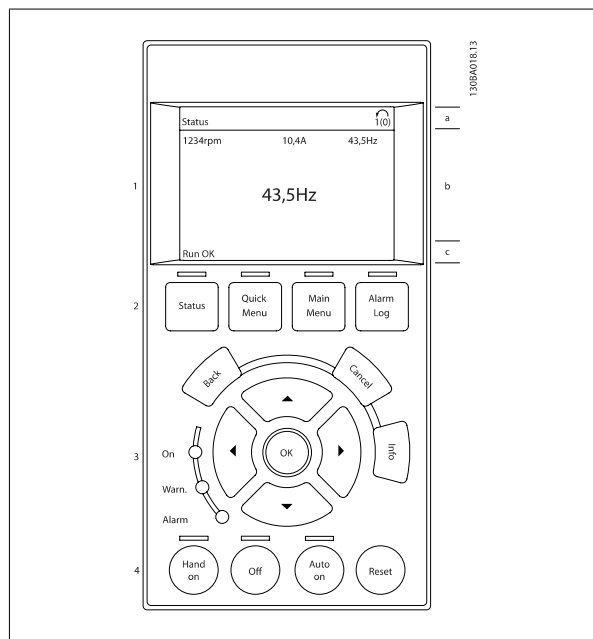 130BA018.13
Status 1(0)
a
1234rpm 10,4A 43,5Hz
1
b
43,5Hz
Run OK
c
2
Status
Quick
Menu
Main
Menu
Alarm
Log
Back
Cancel
Info
OK
3
On
Warn.
Alarm
4
Hand
on
Off
Auto
on
Reset